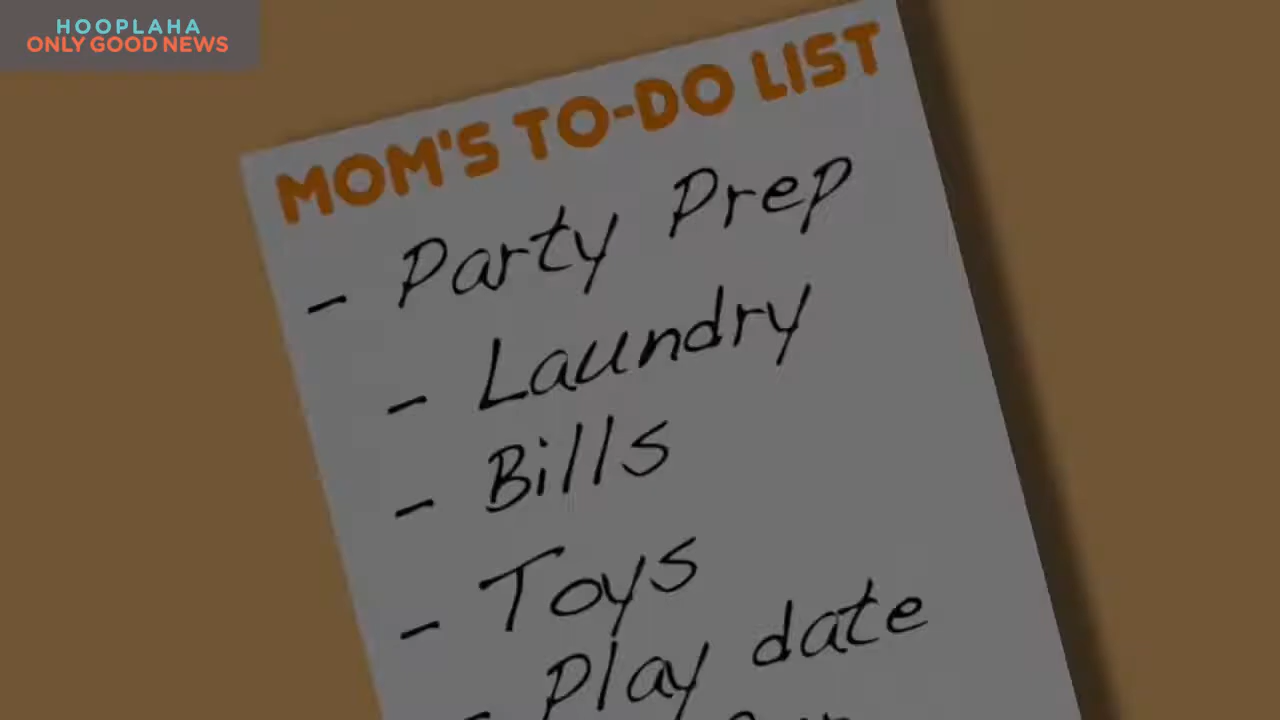 HOOPLAHA
ONLY GOOD NEWS
MOM'S TO-DO LIST
- Party Prep
- Laundry
- Bills
- Toys
- Play date